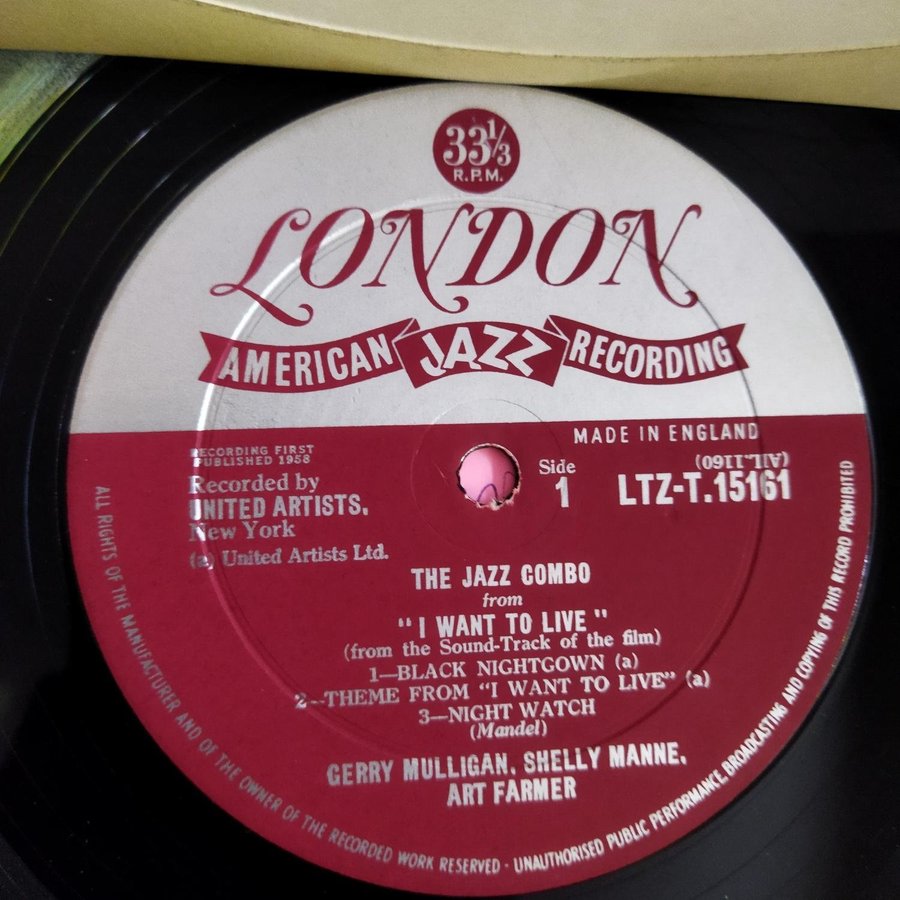 33⅓
R.P.M.
LONDON
AMERICAN JAZZ RECORDING
MADE IN ENGLAND
RECORDING FIRST
PUBLISHED 1958
Recorded by
UNITED ARTISTS,
New York
(a) United Artists Ltd.
Side
1
(AIL.1160)
LTZ-T.15161
THE JAZZ COMBO
from
"I WANT TO LIVE"
(from the Sound-Track of the film)
1—BLACK NIGHTGOWN (a)
2—THEME FROM "I WANT TO LIVE" (a)
3—NIGHT WATCH
(Mandel)
GERRY MULLIGAN, SHELLY MANNE,
ART FARMER
ALL RIGHTS OF THE MANUFACTURER AND OF THE OWNER OF THE RECORDED WORK RESERVED · UNAUTHORISED PUBLIC PERFORMANCE, BROADCASTING AND COPYING OF THIS RECORD PROHIBITED